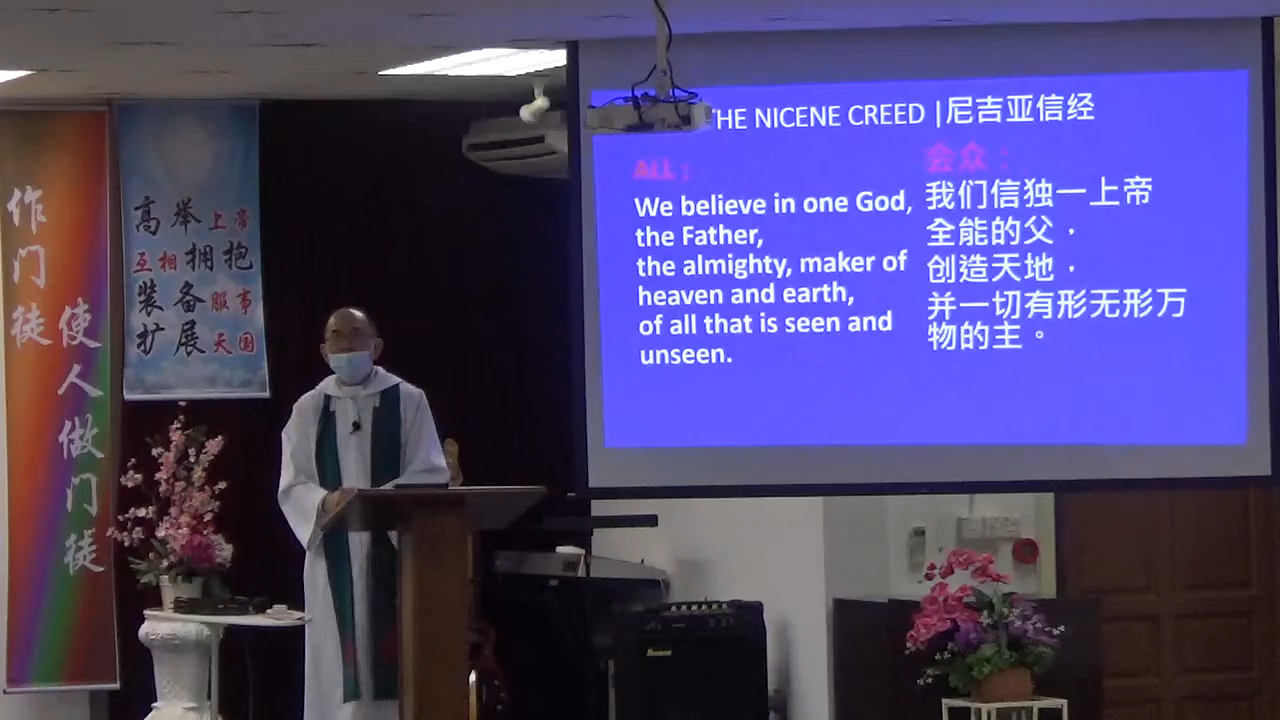 作门徒
使人做门徒
高举上帝
互相拥抱
装备服事
扩展天国
THE NICENE CREED |尼吉亚信经
ALL :
We believe in one God,
the Father,
the almighty, maker of
heaven and earth,
of all that is seen and
unseen.
会众 :
我们信独一上帝
全能的父．
创造天地．
并一切有形无形万
物的主。
Ibanez